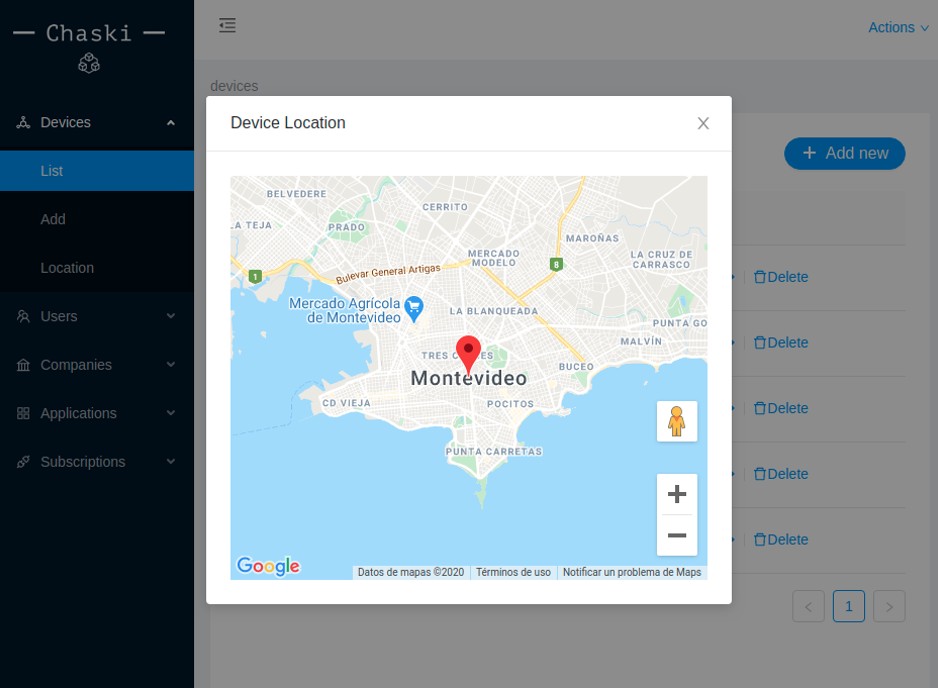 Chaski
Devices
List
Add
Location
Users
Companies
Applications
Subscriptions
Actions
devices
Device Location
Add new
BELVEDERE
CERRITO
LA TEJA
PRADO
MAROÑAS
MERCADO
MODELO
LA CRUZ DE
CARRASCO
1
8
Bulevar General Artigas
Mercado Agrícola
de Montevideo
LA BLANQUEADA
PUNTA GO
MALVÍN
TRES
Montevideo
BUCEO
CD VIEJA
POCITOS
PUNTA CARRETAS
Google
Datos de mapas ©2020
Términos de uso
Notificar un problema de Maps
Delete
Delete
Delete
Delete
Delete
1